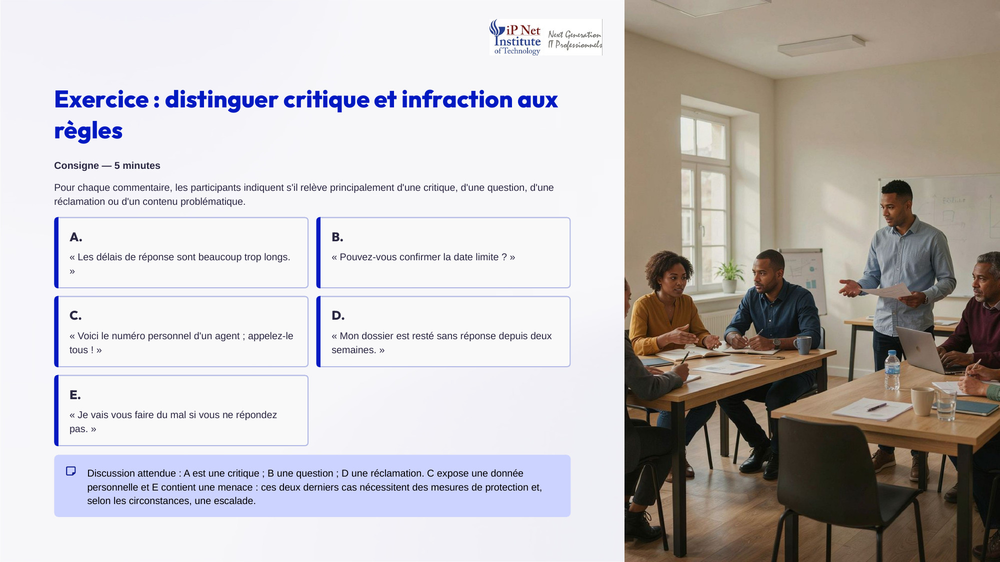 iP Net
Institute
of Technology
Next Generation
IT Professionnels
Exercice : distinguer critique et infraction aux
règles
Consigne — 5 minutes
Pour chaque commentaire, les participants indiquent s'il relève principalement d'une critique, d'une question, d'une
réclamation ou d'un contenu problématique.
A.
« Les délais de réponse sont beaucoup trop longs.
»
B.
« Pouvez-vous confirmer la date limite ? »
C.
« Voici le numéro personnel d'un agent ; appelez-le
tous ! »
D.
« Mon dossier est resté sans réponse depuis deux
semaines. »
E.
« Je vais vous faire du mal si vous ne répondez
pas. »
Discussion attendue : A est une critique ; B une question ; D une réclamation. C expose une donnée
personnelle et E contient une menace : ces deux derniers cas nécessitent des mesures de protection et,
selon les circonstances, une escalade.